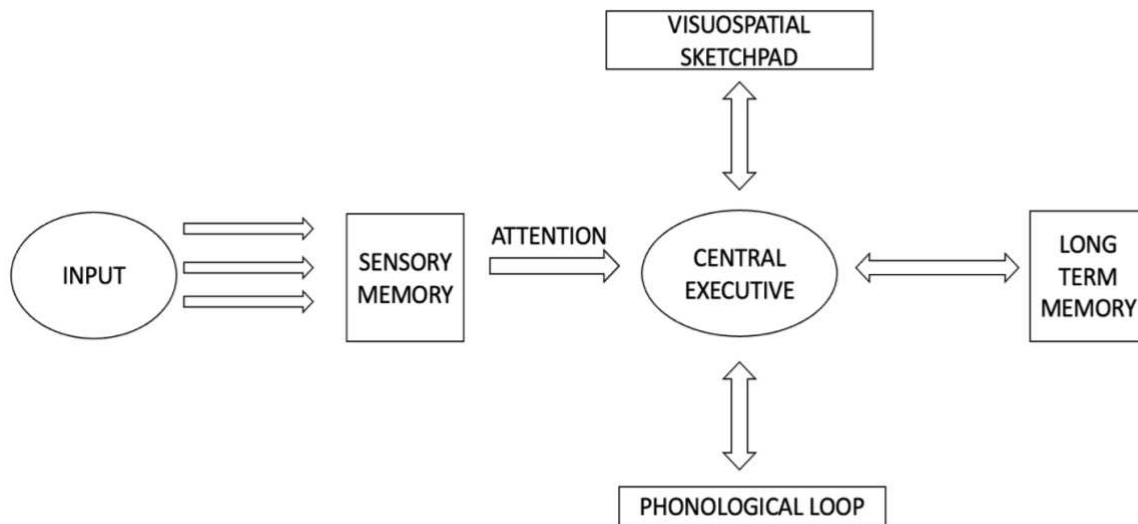 VISUOSPATIAL
SKETCHPAD
INPUT
SENSORY
MEMORY
ATTENTION
CENTRAL
EXECUTIVE
LONG
TERM
MEMORY
PHONOLOGICAL LOOP